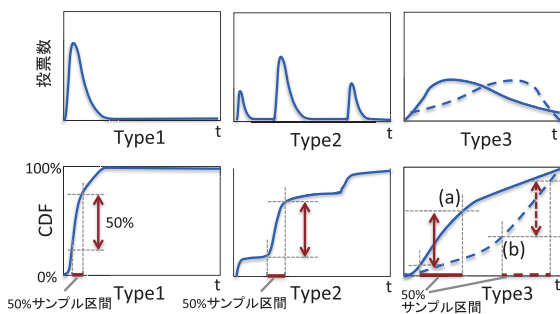 投票数
Type1
t
Type2
t
Type3
t
100%
CDF
0%
50%
Type1
t
50%サンプル区間
Type2
t
50%サンプル区間
(a)
(b)
Type3
t
50%
サンプル区間